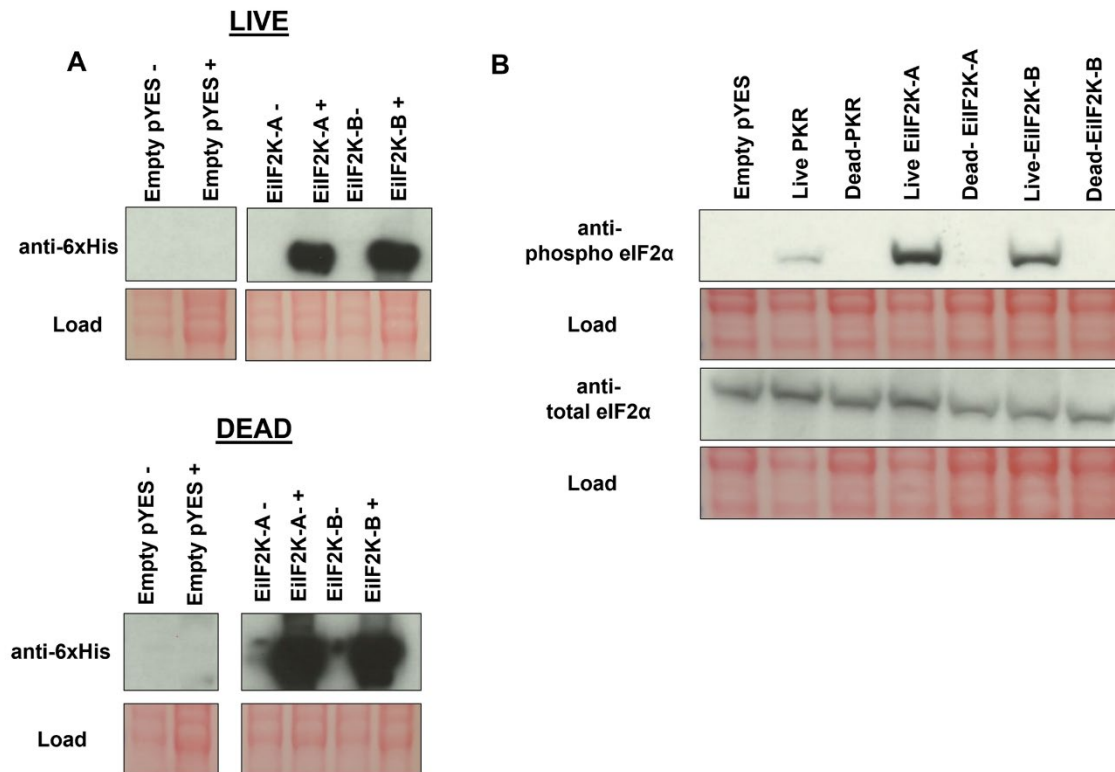 LIVE
A
Empty pYES -
Empty pYES +
EiIF2K-A -
EiIF2K-A +
EiIF2K-B-
EiIF2K-B +
anti-6xHis
Load
DEAD
Empty pYES -
Empty pYES +
EiIF2K-A -
EiIF2K-A- +
EiIF2K-B-
EiIF2K-B +
anti-6xHis
Load
B
Empty pYES
Live PKR
Dead-PKR
Live EiIF2K-A
Dead- EiIF2K-A
Live-EiIF2K-B
Dead-EiIF2K-B
anti-
phospho eIF2α
Load
anti-
total eIF2α
Load